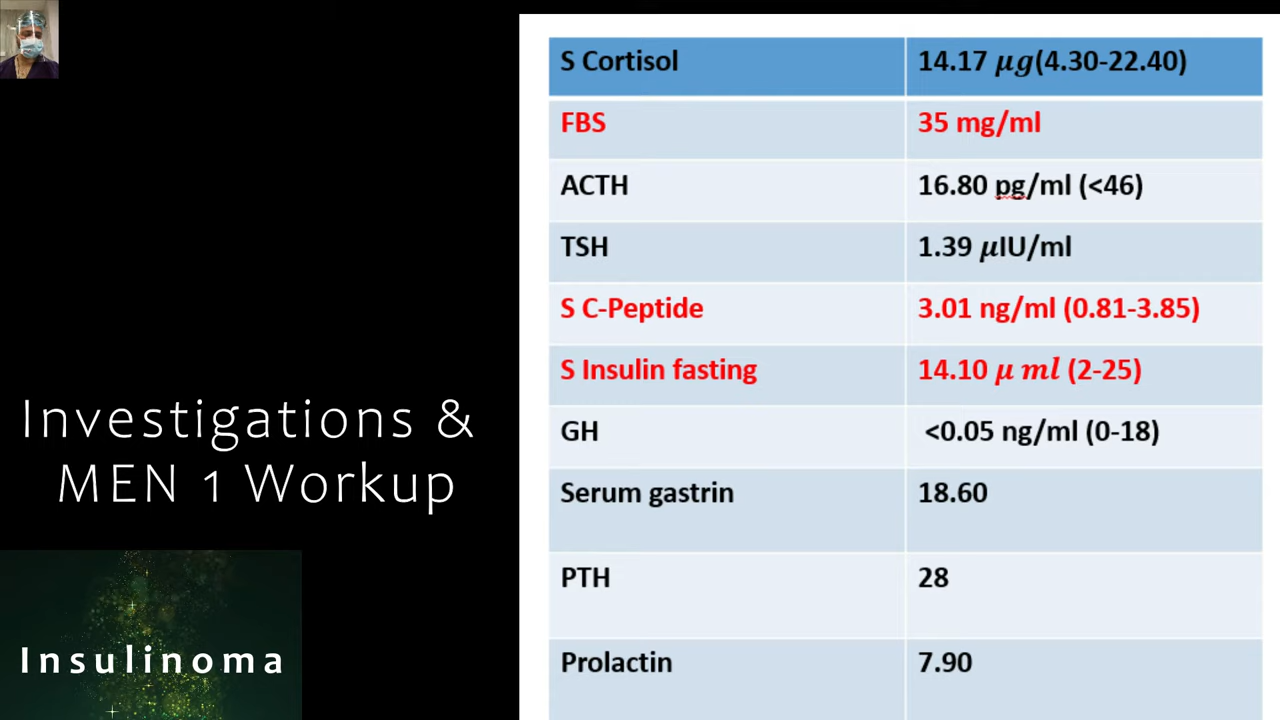 S Cortisol 14.17 μg(4.30-22.40)
FBS 35 mg/ml
ACTH 16.80 pg/ml (<46)
TSH 1.39 μIU/ml
S C-Peptide 3.01 ng/ml (0.81-3.85)
S Insulin fasting 14.10 μ ml (2-25)
GH <0.05 ng/ml (0-18)
Serum gastrin 18.60
PTH 28
Prolactin 7.90
Investigations &
MEN 1 Workup
Insulinoma